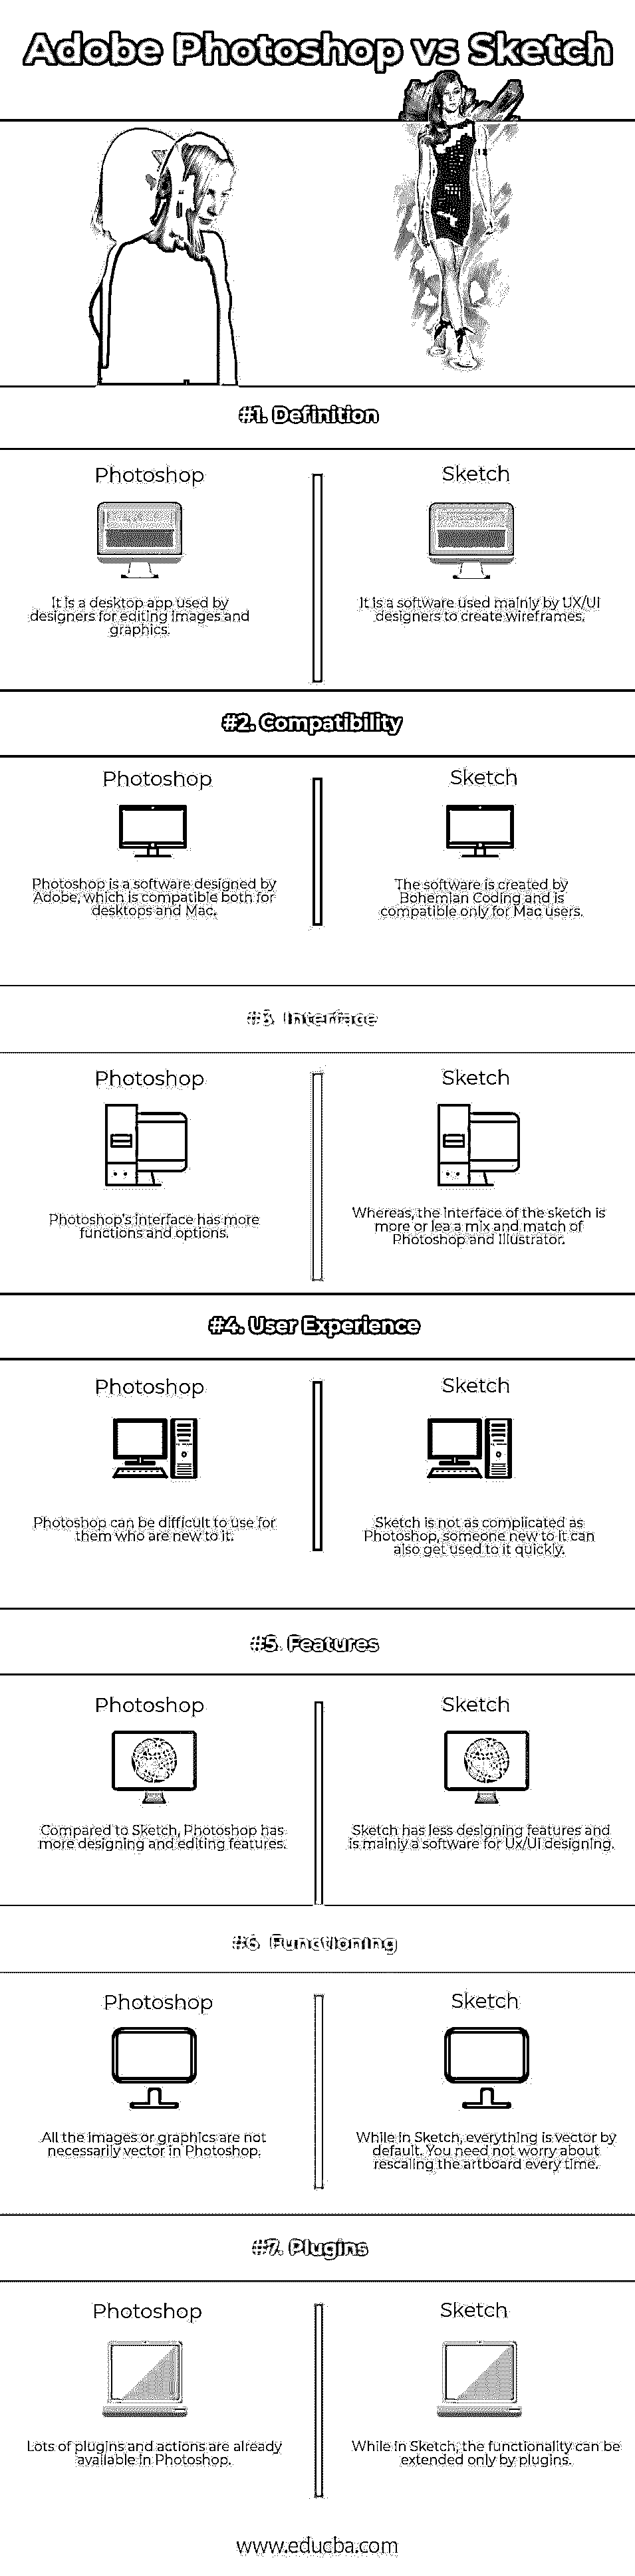 Adobe Photoshop vs Sketch
#1. Definition
Photoshop
It is a desktop app used by
designers for editing images and
graphics.
Sketch
It is a software used mainly by UX/UI
designers to create wireframes.
#2. Compatibility
Photoshop
Photoshop is a software designed by
Adobe, which is compatible both for
desktops and Mac.
Sketch
The software is created by
Bohemian Coding and is
compatible only for Mac users.
#3. Interface
Photoshop
Photoshop's interface has more
functions and options.
Sketch
Whereas, the interface of the sketch is
more or lea a mix and match of
Photoshop and Illustrator.
#4. User Experience
Photoshop
Photoshop can be difficult to use for
them who are new to it.
Sketch
Sketch is not as complicated as
Photoshop, someone new to it can
also get used to it quickly.
#5. Features
Photoshop
Compared to Sketch, Photoshop has
more designing and editing features.
Sketch
Sketch has less designing features and
is mainly a software for Ux/Ui designing.
#6. Functioning
Photoshop
All the images or graphics are not
necessarily vector in Photoshop.
Sketch
While in Sketch, everything is vector by
default. You need not worry about
rescaling the artboard every time.
#7. Plugins
Photoshop
Lots of plugins and actions are already
available in Photoshop.
Sketch
While in Sketch, the functionality can be
extended only by plugins.
www.educba.com